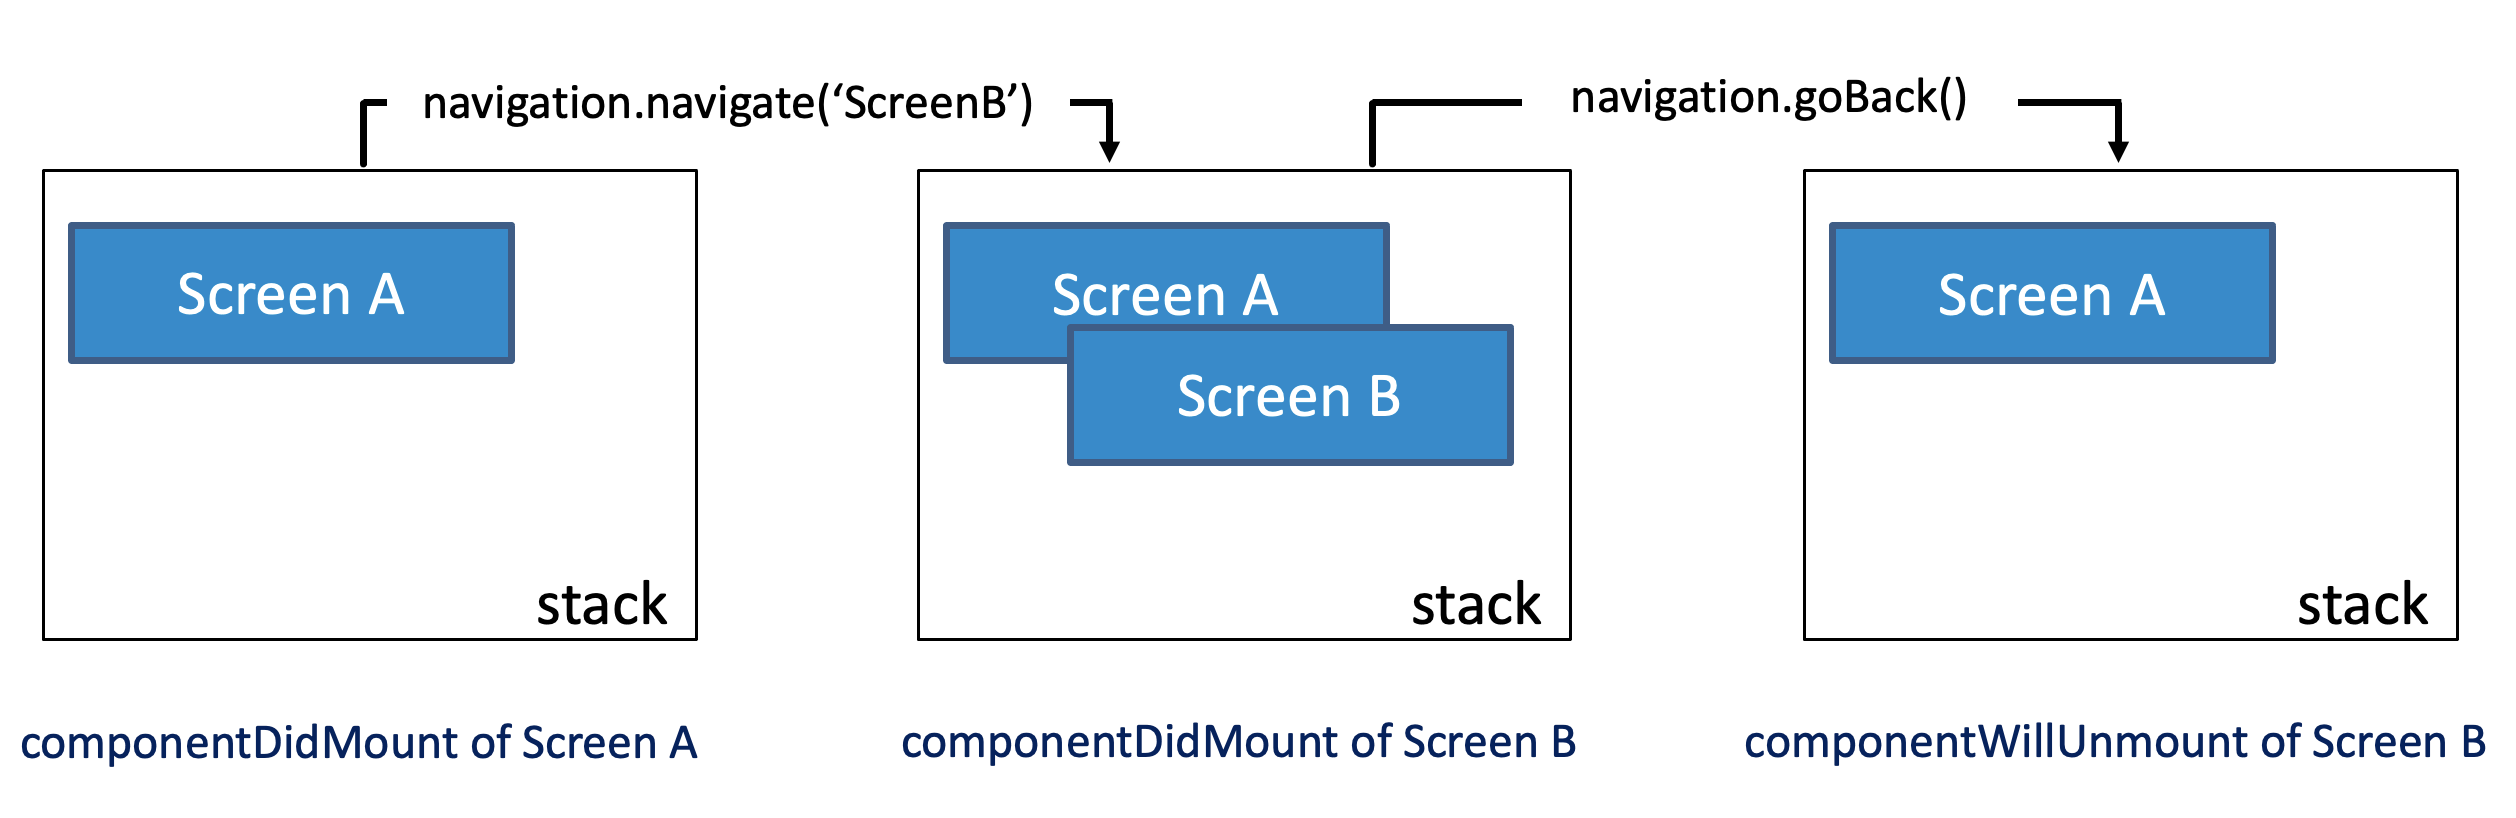 navigation.navigate(‘ScreenB’)
navigation.goBack()
Screen A
stack
Screen A
Screen B
stack
Screen A
stack
componentDidMount of Screen A
componentDidMount of Screen B
componentWillUnmount of Screen B